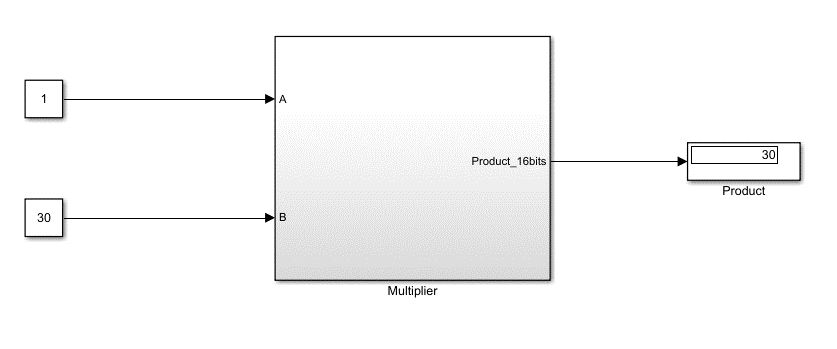 1
A
Product_16bits
30
Product
30
B
Multiplier